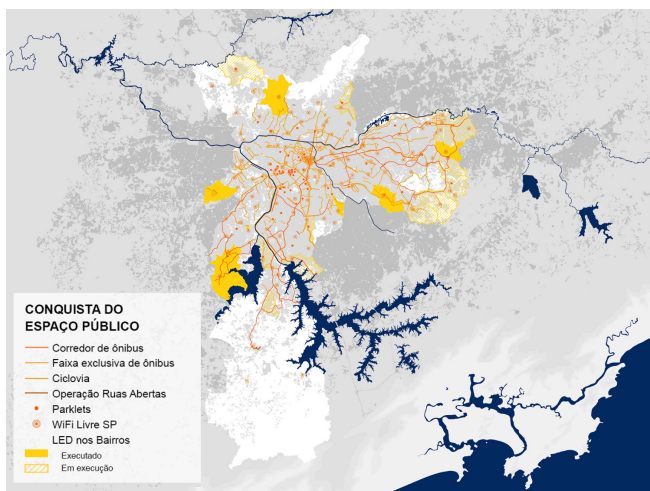 CONQUISTA DO
ESPAÇO PÚBLICO
Corredor de ônibus
Faixa exclusiva de ônibus
Ciclovia
Operação Ruas Abertas
Parklets
WiFi Livre SP
LED nos Bairros
Executado
Em execução